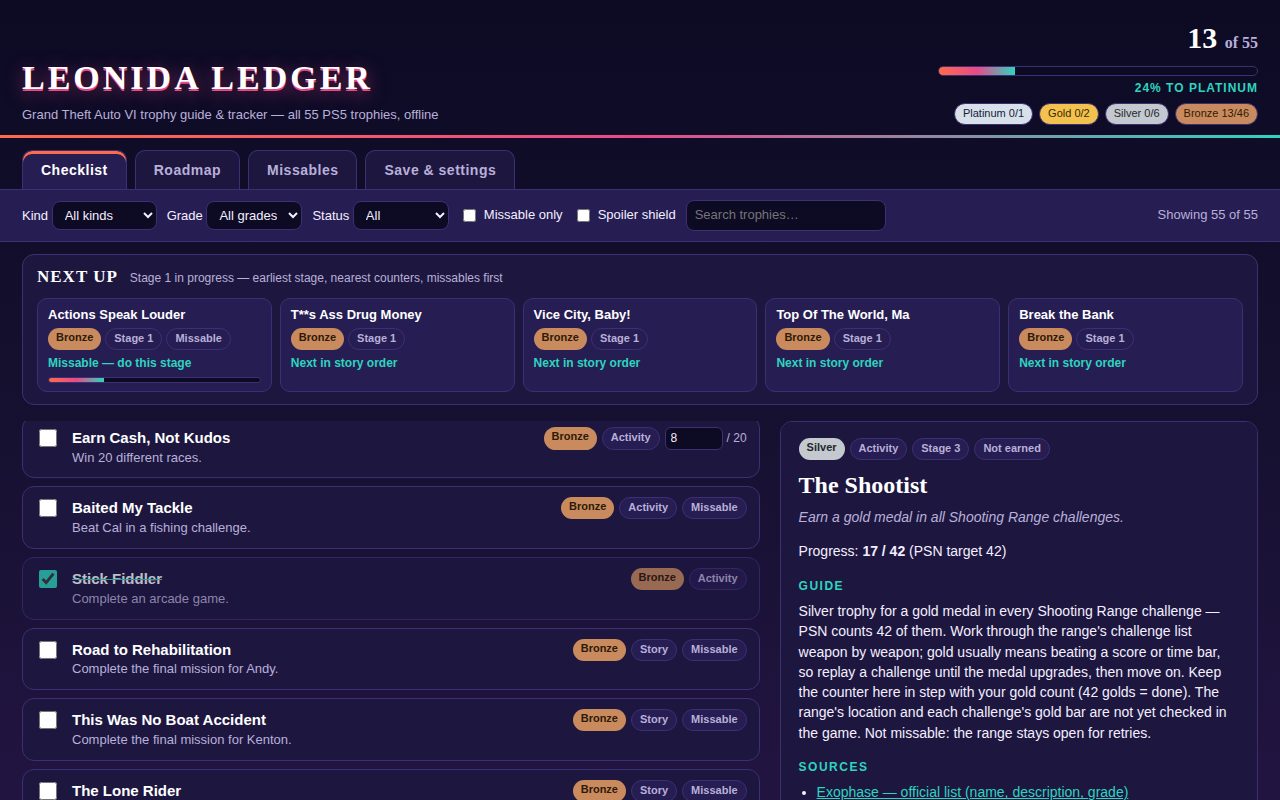 13 of 55
LEONIDA LEDGER
24% TO PLATINUM
Grand Theft Auto VI trophy guide & tracker — all 55 PS5 trophies, offline
Platinum 0/1 Gold 0/2 Silver 0/6 Bronze 13/46
Checklist Roadmap Missables Save & settings
Kind All kinds Grade All grades Status All Missable only Spoiler shield Search trophies… Showing 55 of 55
NEXT UP Stage 1 in progress — earliest stage, nearest counters, missables first
Actions Speak Louder
Bronze Stage 1 Missable
Missable — do this stage
T**s Ass Drug Money
Bronze Stage 1
Next in story order
Vice City, Baby!
Bronze Stage 1
Next in story order
Top Of The World, Ma
Bronze Stage 1
Next in story order
Break the Bank
Bronze Stage 1
Next in story order
Earn Cash, Not Kudos Bronze Activity 8 / 20
Win 20 different races.
Baited My Tackle Bronze Activity Missable
Beat Cal in a fishing challenge.
Stick Fiddler Bronze Activity
Complete an arcade game.
Road to Rehabilitation Bronze Story Missable
Complete the final mission for Andy.
This Was No Boat Accident Bronze Story Missable
Complete the final mission for Kenton.
The Lone Rider Bronze Story Missable
Silver Activity Stage 3 Not earned
The Shootist
Earn a gold medal in all Shooting Range challenges.
Progress: 17 / 42 (PSN target 42)
GUIDE
Silver trophy for a gold medal in every Shooting Range challenge —
PSN counts 42 of them. Work through the range's challenge list
weapon by weapon; gold usually means beating a score or time bar,
so replay a challenge until the medal upgrades, then move on. Keep
the counter here in step with your gold count (42 golds = done). The
range's location and each challenge's gold bar are not yet checked in
the game. Not missable: the range stays open for retries.
SOURCES
Exophase — official list (name, description, grade)